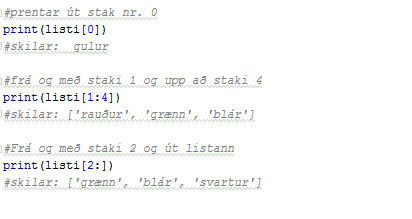 #prentar út stak nr. 0
print(listi[0])
#skilar:  gulur
#frá og með staki 1 og upp að staki 4
print(listi[1:4])
#skilar: ['rauður', 'grænn', 'blár']
#Frá og með staki 2 og út listann
print(listi[2:])
#skilar: ['grænn', 'blár', 'svartur']